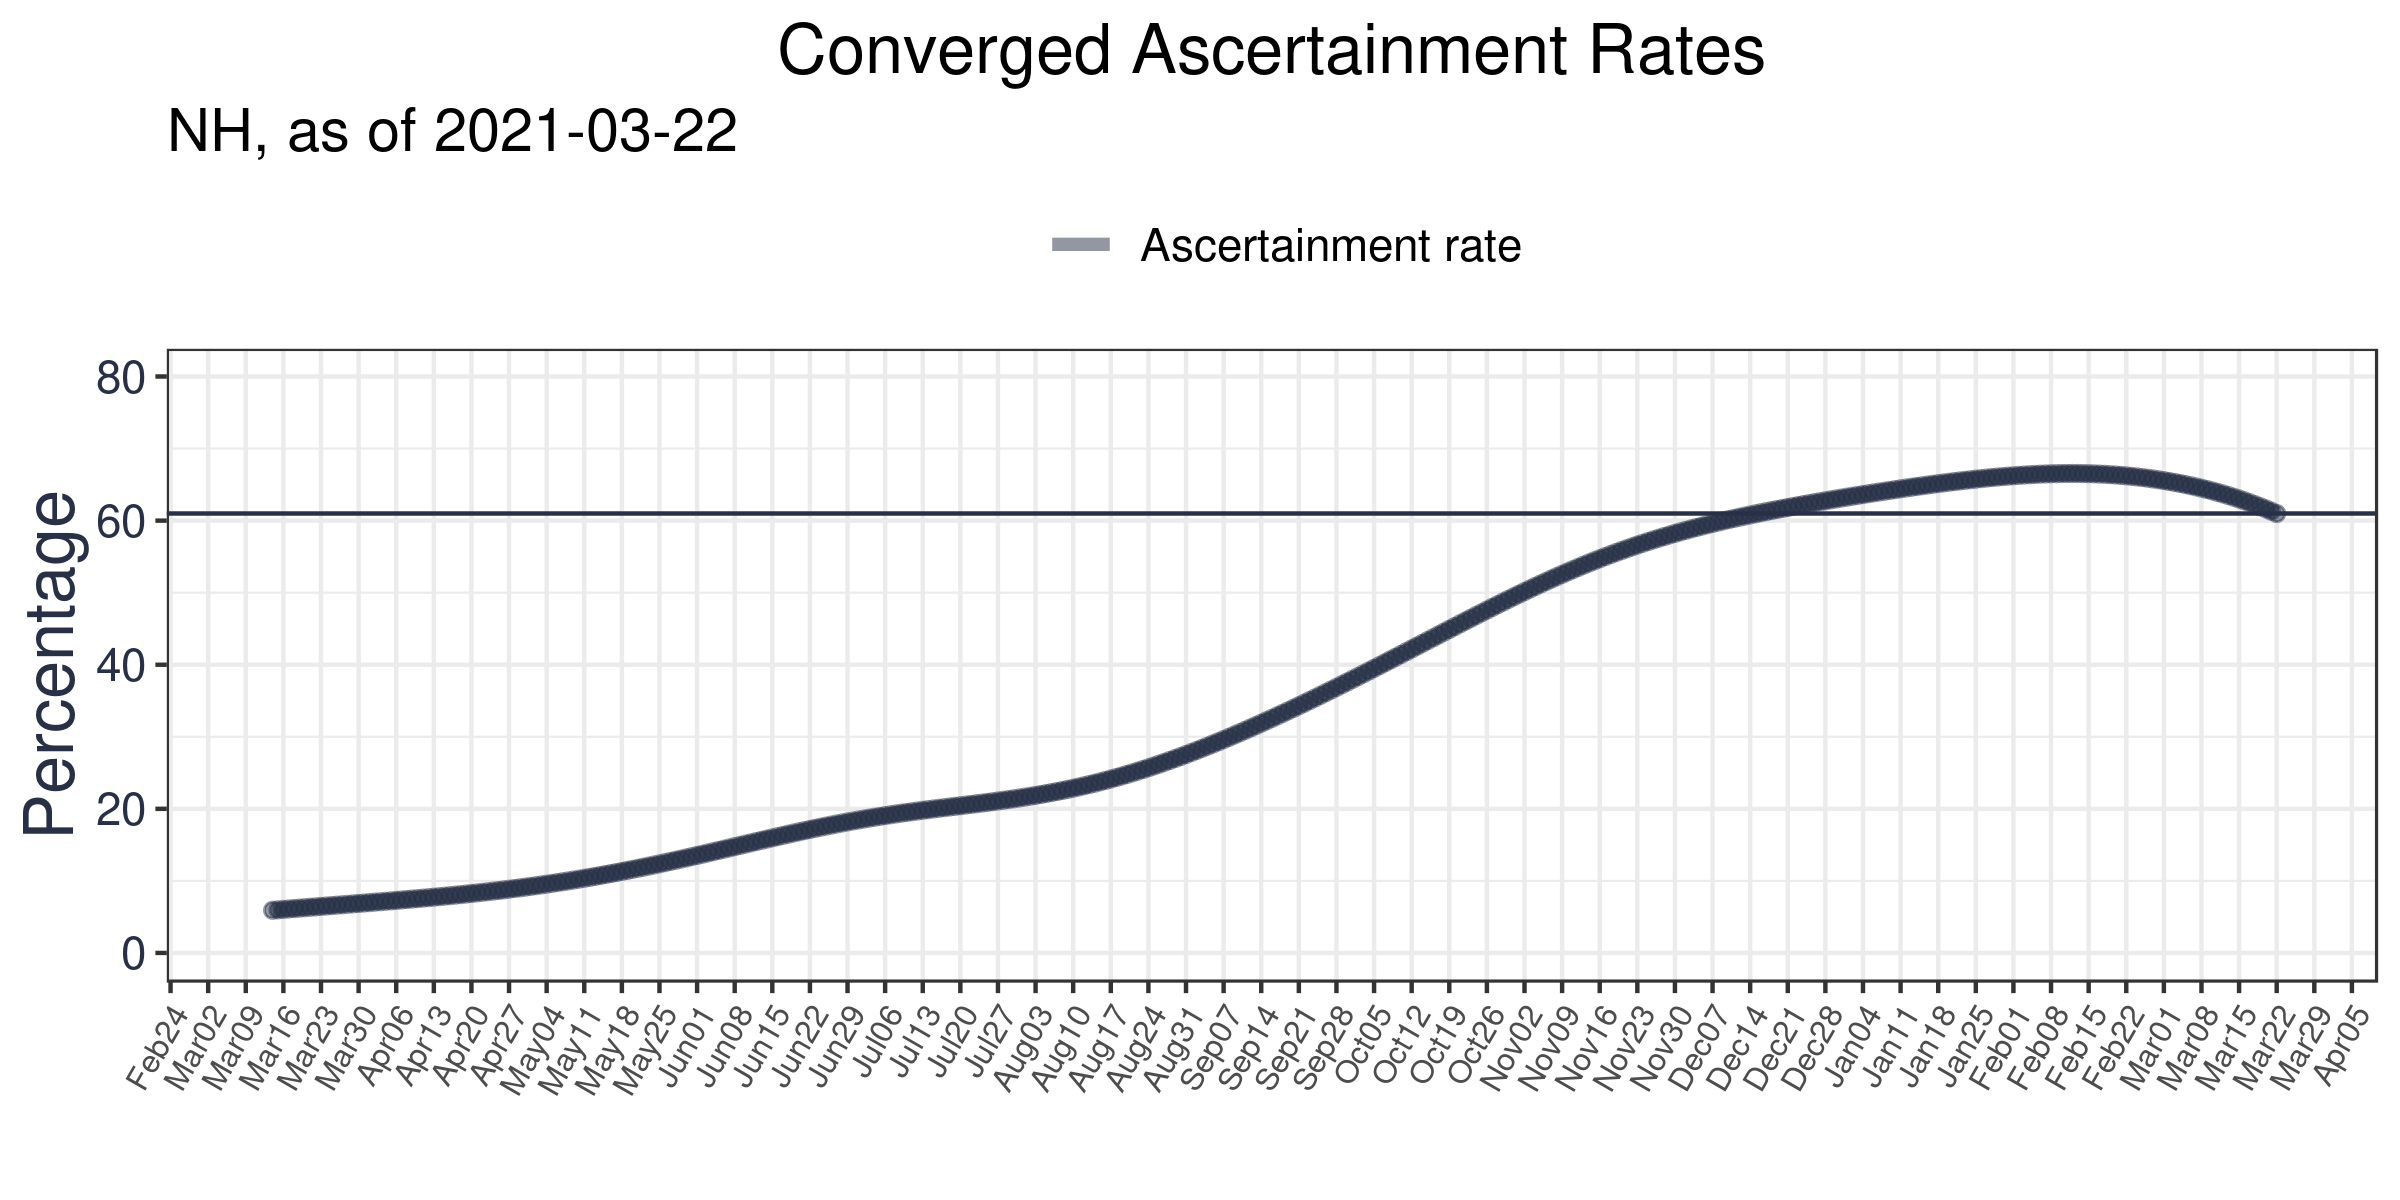 Converged Ascertainment Rates
NH, as of 2021-03-22
Ascertainment rate
Percentage
80
60
40
20
0
Feb24 Mar02 Mar09 Mar16 Mar23 Mar30 Apr06 Apr13 Apr20 Apr27 May04 May11 May18 May25 Jun01 Jun08 Jun15 Jun22 Jun29 Jul06 Jul13 Jul20 Jul27 Aug03 Aug10 Aug17 Aug24 Aug31 Sep07 Sep14 Sep21 Sep28 Oct05 Oct12 Oct19 Oct26 Nov02 Nov09 Nov16 Nov23 Nov30 Dec07 Dec14 Dec21 Dec28 Jan04 Jan11 Jan18 Jan25 Feb01 Feb08 Feb15 Feb22 Mar01 Mar08 Mar15 Mar22 Mar29 Apr05